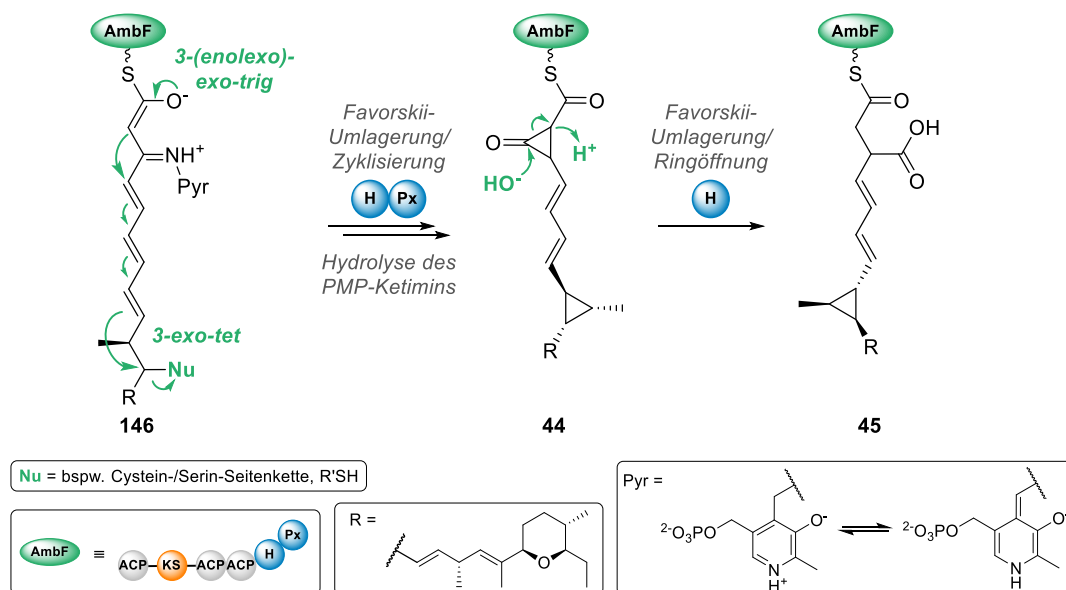 AmbF
S
O-
3-(enolexo)-
exo-trig
NH+
Pyr
3-exo-tet
Nu
R
146
Favorskii-
Umlagerung/
Zyklisierung
H Px
Hydrolyse des
PMP-Ketimins
AmbF
S
O
O
H+
HO-
R
44
Favorskii-
Umlagerung/
Ringöffnung
H
AmbF
S
O
OH
O
R
45
Nu = bspw. Cystein-/Serin-Seitenkette, R'SH
AmbF ≡ ACP KS ACP ACP H Px
R =
O
Pyr =
2-O3PO
O-
N
H+
2-O3PO
O-
N
H